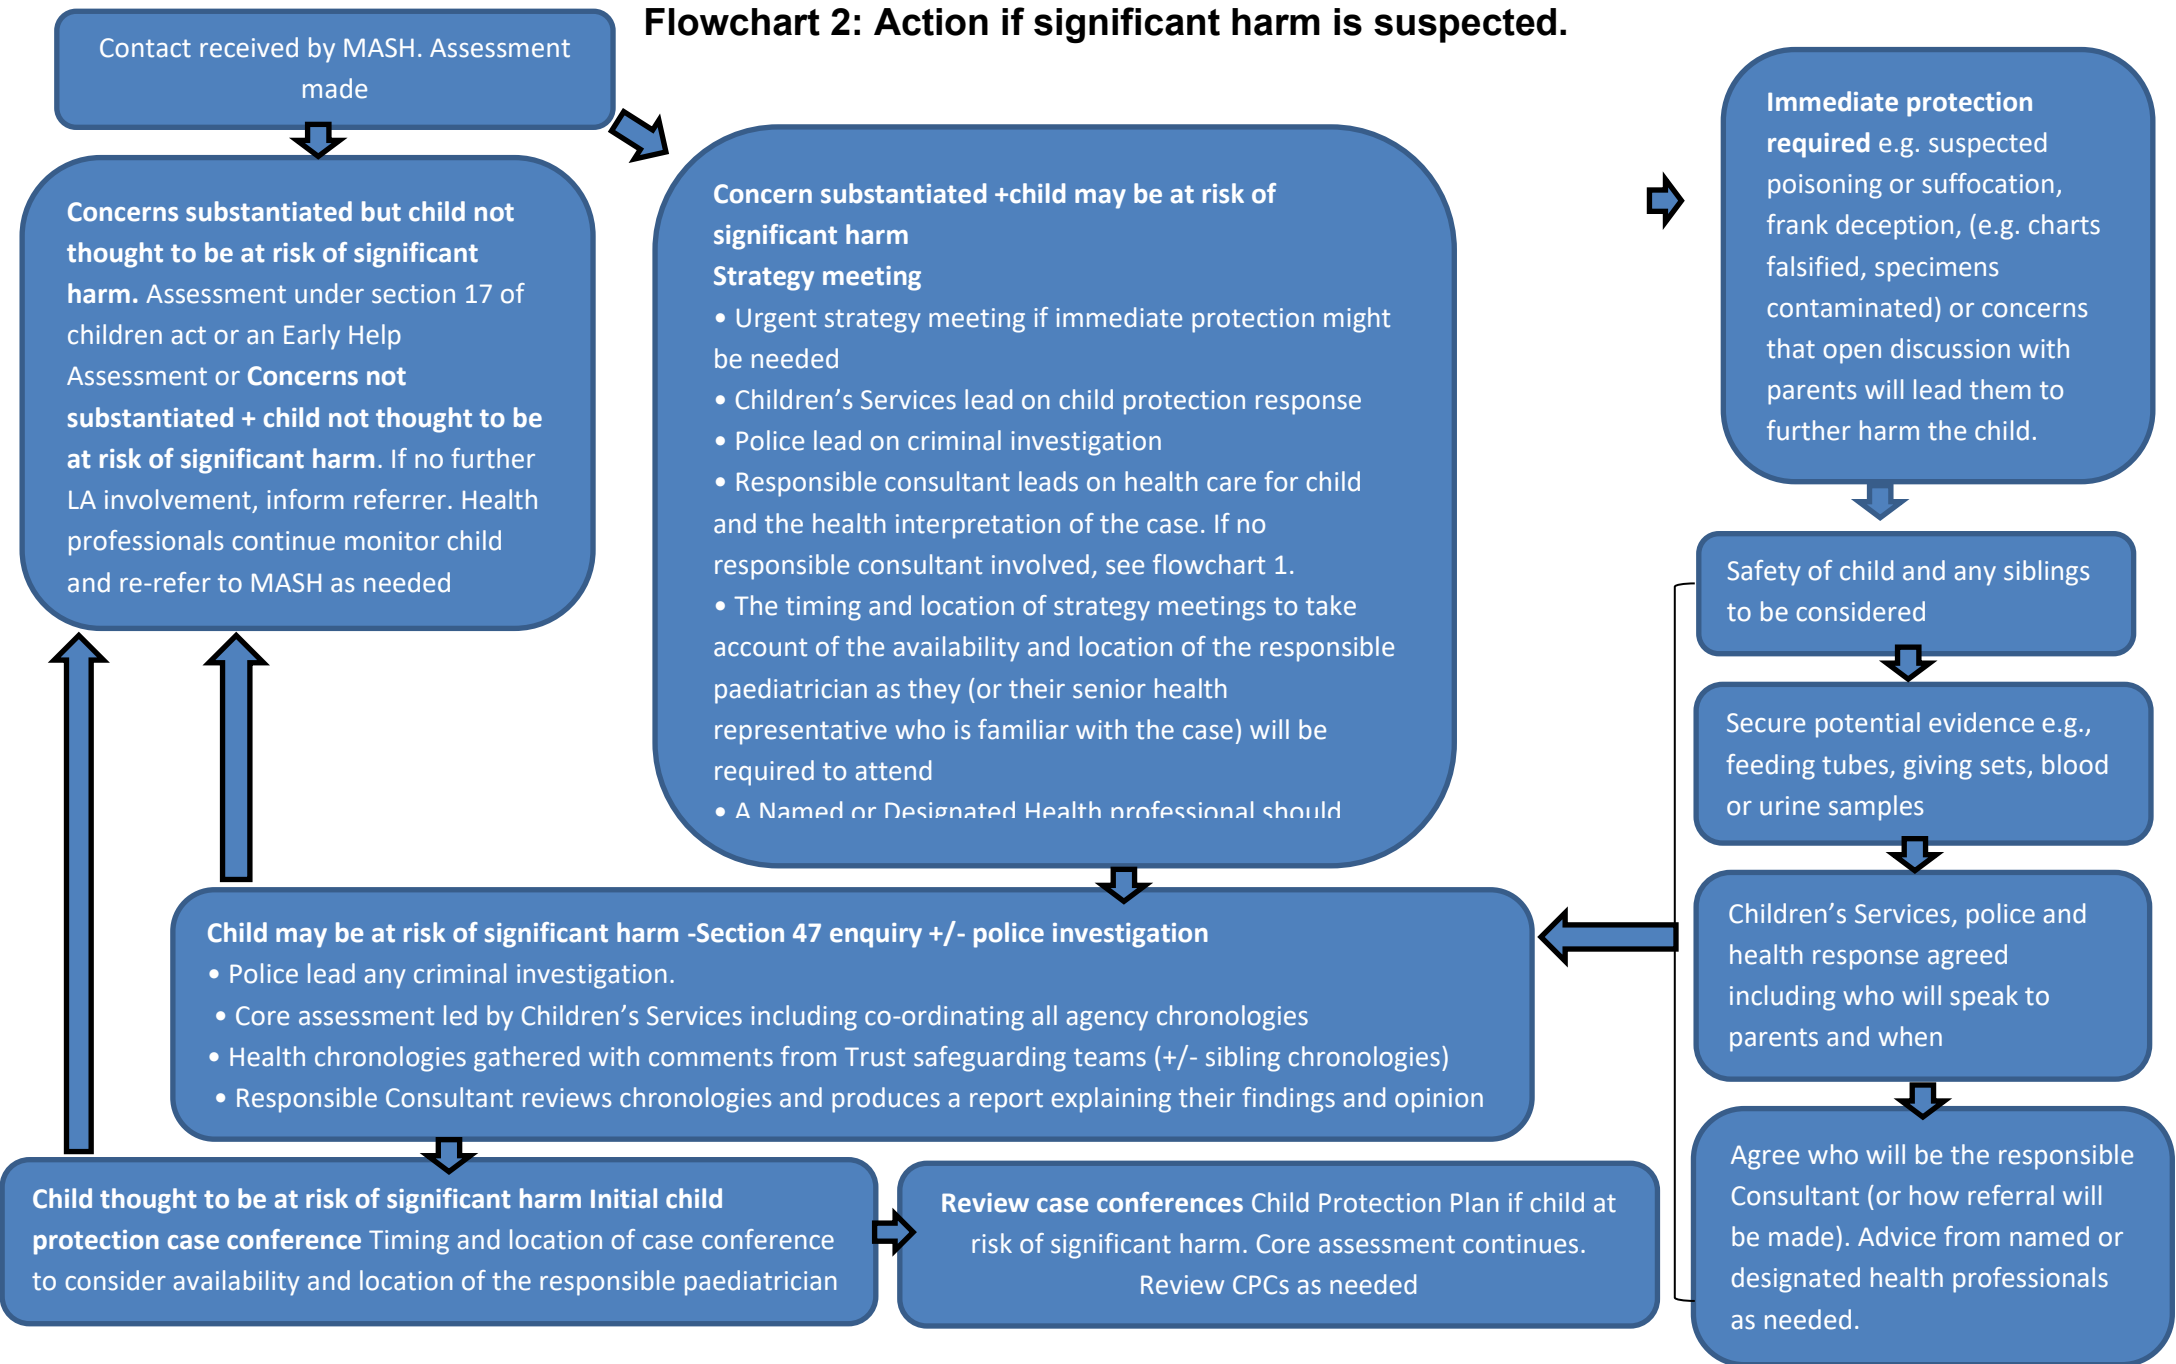 Flowchart 2: Action if significant harm is suspected.
Contact received by MASH. Assessment
made
Concerns substantiated but child not
thought to be at risk of significant
harm. Assessment under section 17 of
children act or an Early Help
Assessment or Concerns not
substantiated + child not thought to be
at risk of significant harm. If no further
LA involvement, inform referrer. Health
professionals continue monitor child
and re-refer to MASH as needed
Concern substantiated +child may be at risk of
significant harm
Strategy meeting
• Urgent strategy meeting if immediate protection might
be needed
• Children’s Services lead on child protection response
• Police lead on criminal investigation
• Responsible consultant leads on health care for child
and the health interpretation of the case. If no
responsible consultant involved, see flowchart 1.
• The timing and location of strategy meetings to take
account of the availability and location of the responsible
paediatrician as they (or their senior health
representative who is familiar with the case) will be
required to attend
• A Named or Designated Health professional should
Immediate protection
required e.g. suspected
poisoning or suffocation,
frank deception, (e.g. charts
falsified, specimens
contaminated) or concerns
that open discussion with
parents will lead them to
further harm the child.
Safety of child and any siblings
to be considered
Secure potential evidence e.g.,
feeding tubes, giving sets, blood
or urine samples
Children’s Services, police and
health response agreed
including who will speak to
parents and when
Agree who will be the responsible
Consultant (or how referral will
be made). Advice from named or
designated health professionals
as needed.
Child may be at risk of significant harm -Section 47 enquiry +/- police investigation
• Police lead any criminal investigation.
• Core assessment led by Children’s Services including co-ordinating all agency chronologies
• Health chronologies gathered with comments from Trust safeguarding teams (+/- sibling chronologies)
• Responsible Consultant reviews chronologies and produces a report explaining their findings and opinion
Child thought to be at risk of significant harm Initial child
protection case conference Timing and location of case conference
to consider availability and location of the responsible paediatrician
Review case conferences Child Protection Plan if child at
risk of significant harm. Core assessment continues.
Review CPCs as needed